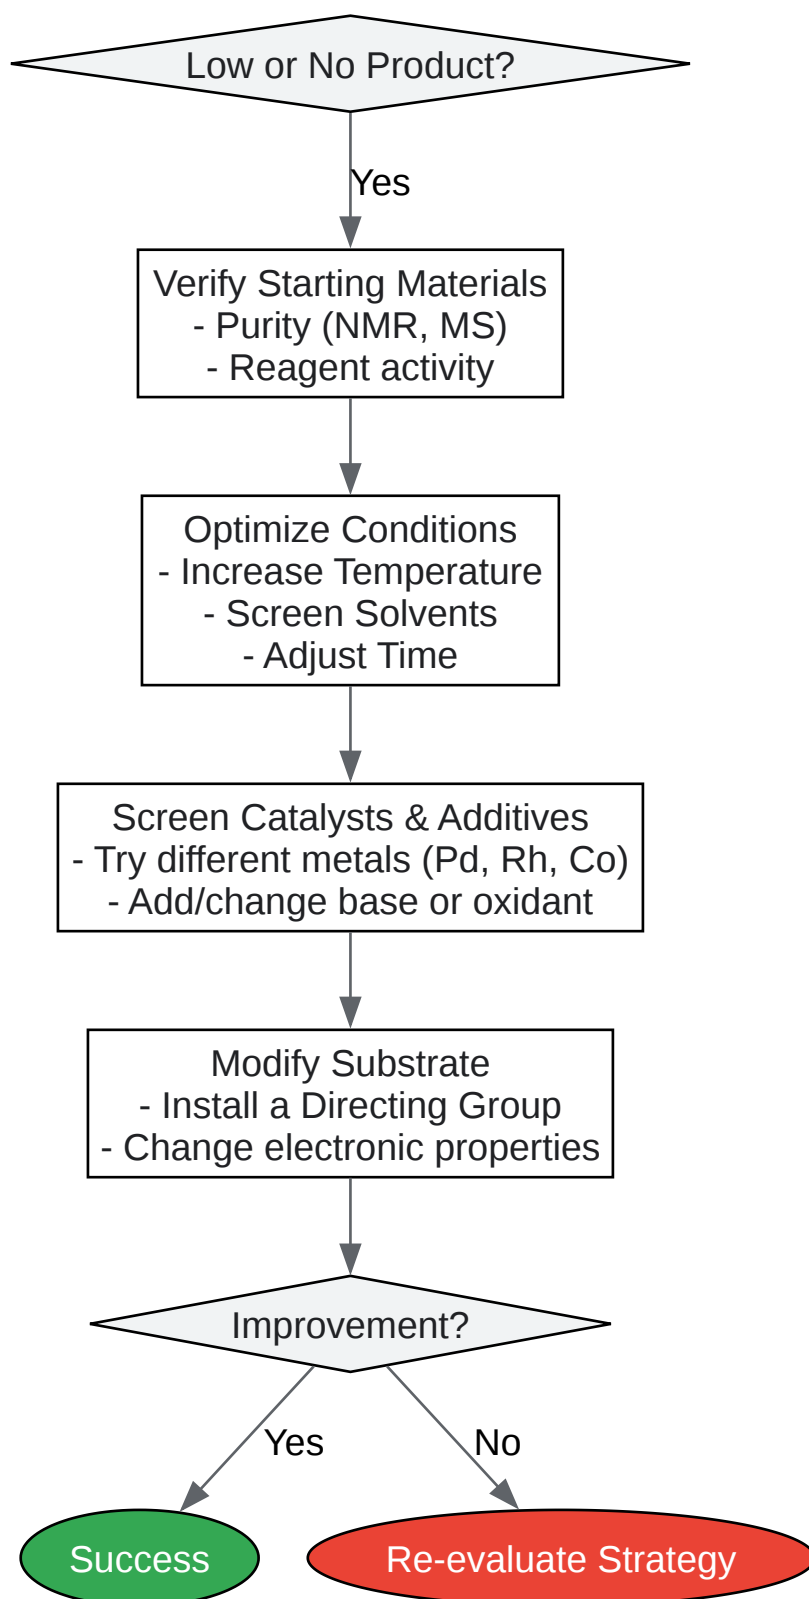 Low or No Product?
Yes
Verify Starting Materials
- Purity (NMR, MS)
- Reagent activity
Optimize Conditions
- Increase Temperature
- Screen Solvents
- Adjust Time
Screen Catalysts & Additives
- Try different metals (Pd, Rh, Co)
- Add/change base or oxidant
Modify Substrate
- Install a Directing Group
- Change electronic properties
Improvement?
Yes
No
Success
Re-evaluate Strategy